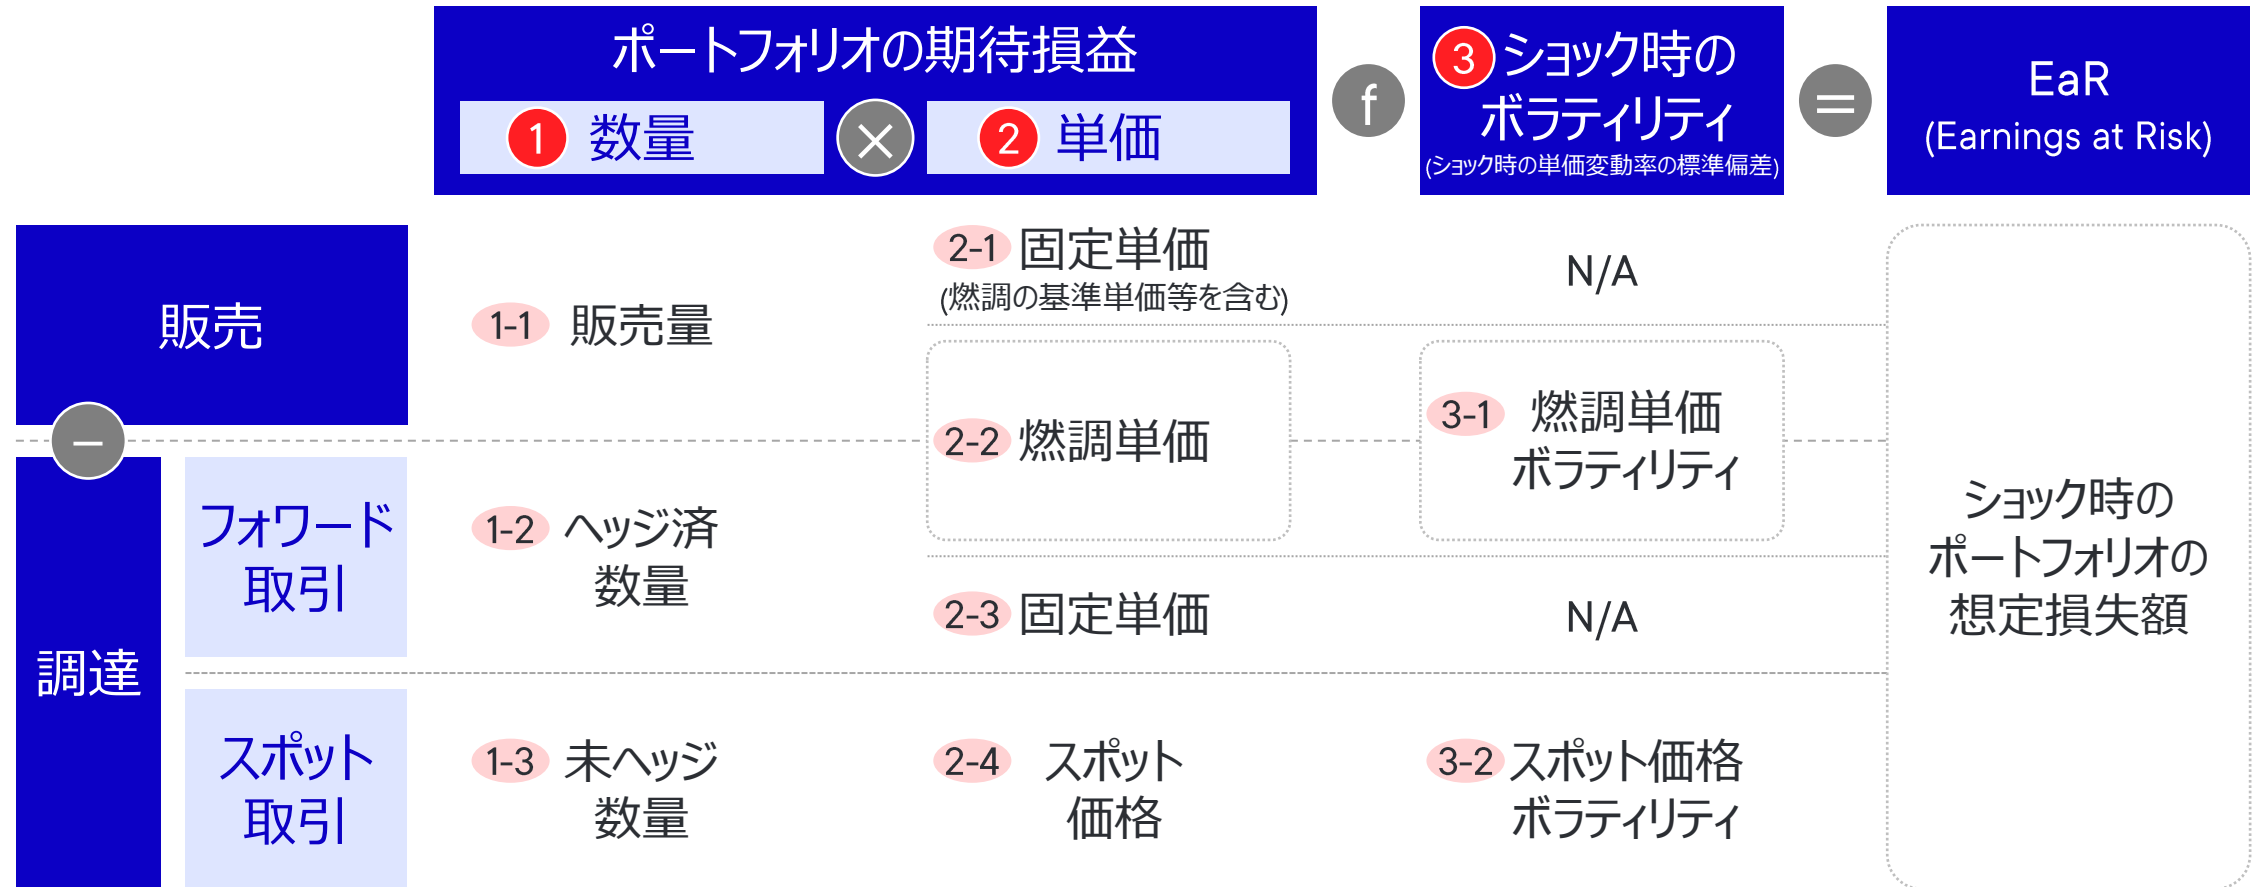 ポートフォリオの期待損益
1 数量
×
2 単価
f
3 ショック時の
ボラティリティ
(ショック時の単価変動率の標準偏差)
=
EaR
(Earnings at Risk)
販売
1-1 販売量
2-1 固定単価
(燃調の基準単価等を含む)
N/A
−
2-2 燃調単価
3-1 燃調単価
ボラティリティ
調達
フォワード
取引
1-2 ヘッジ済
数量
2-3 固定単価
N/A
スポット
取引
1-3 未ヘッジ
数量
2-4 スポット
価格
3-2 スポット価格
ボラティリティ
ショック時の
ポートフォリオの
想定損失額